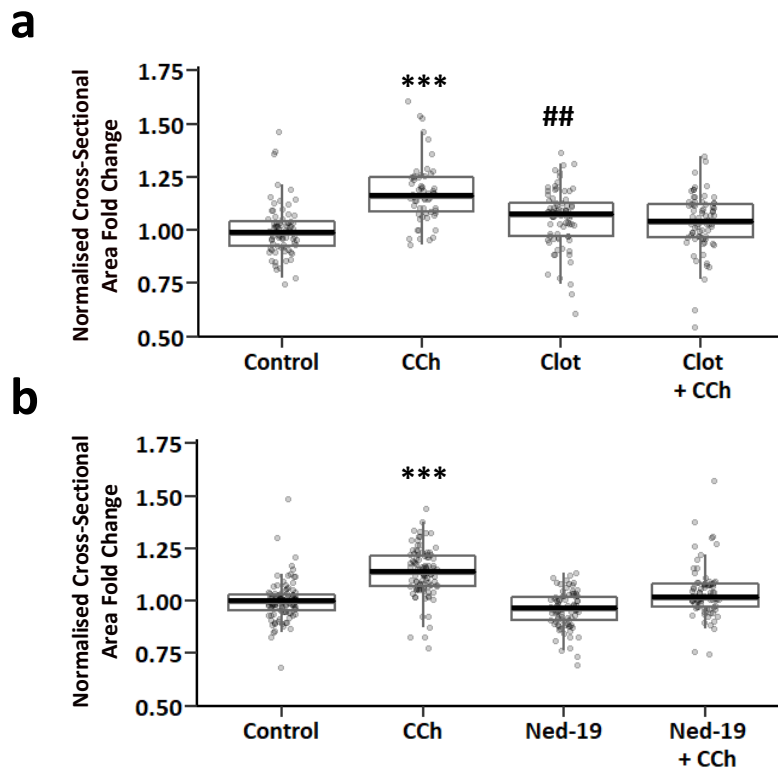 a
Normalised Cross-Sectional
Area Fold Change
1.75
1.50
1.25
1.00
0.75
0.50
***
##
Control
CCh
Clot
Clot
+ CCh
b
Normalised Cross-Sectional
Area Fold Change
1.75
1.50
1.25
1.00
0.75
0.50
***
Control
CCh
Ned-19
Ned-19
+ CCh